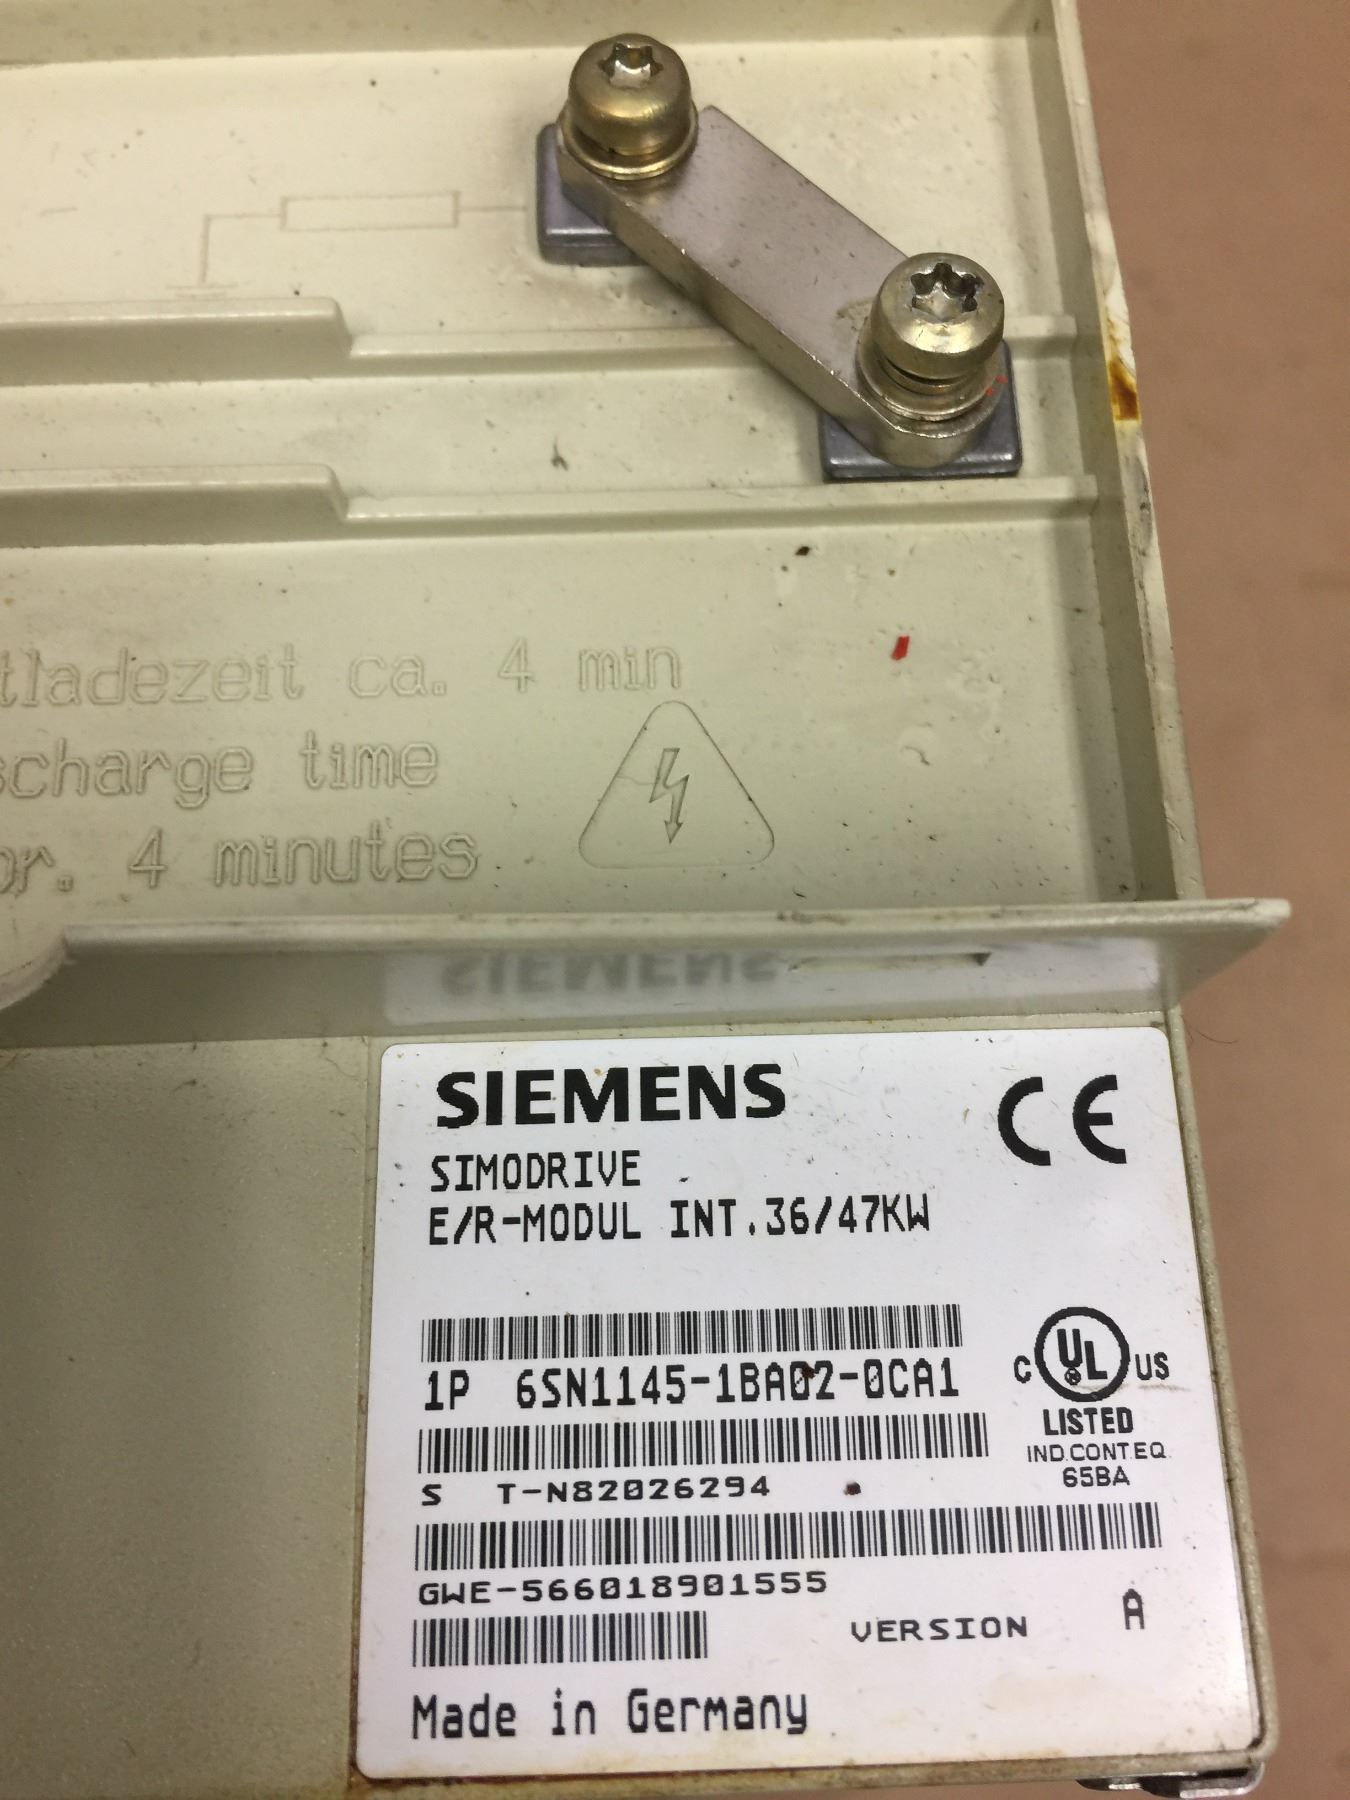 tladezeit ca. 4 min
scharge time
or. 4 minutes
SIEMENS
SIEMENS
CE
SIMODRIVE
E/R-MODUL INT.36/47KW
1P 6SN1145-1BA02-0CA1
C UL US
®
LISTED
IND.CONT.EQ.
65BA
S T-N82026294
GWE-566018901555
VERSION A
Made in Germany